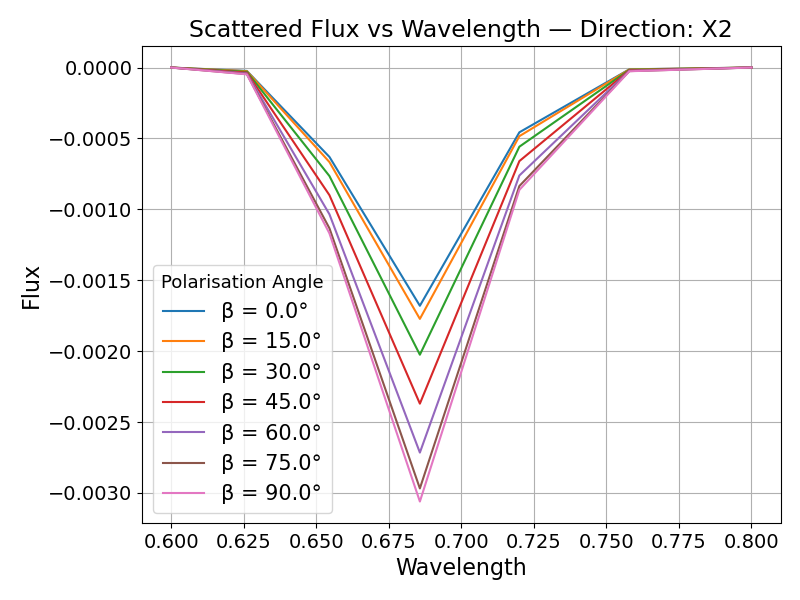 Scattered Flux vs Wavelength — Direction: X2
0.0000
−0.0005
−0.0010
−0.0015
−0.0020
−0.0025
−0.0030
Flux
Polarisation Angle
β = 0.0°
β = 15.0°
β = 30.0°
β = 45.0°
β = 60.0°
β = 75.0°
β = 90.0°
0.600 0.625 0.650 0.675 0.700 0.725 0.750 0.775 0.800
Wavelength